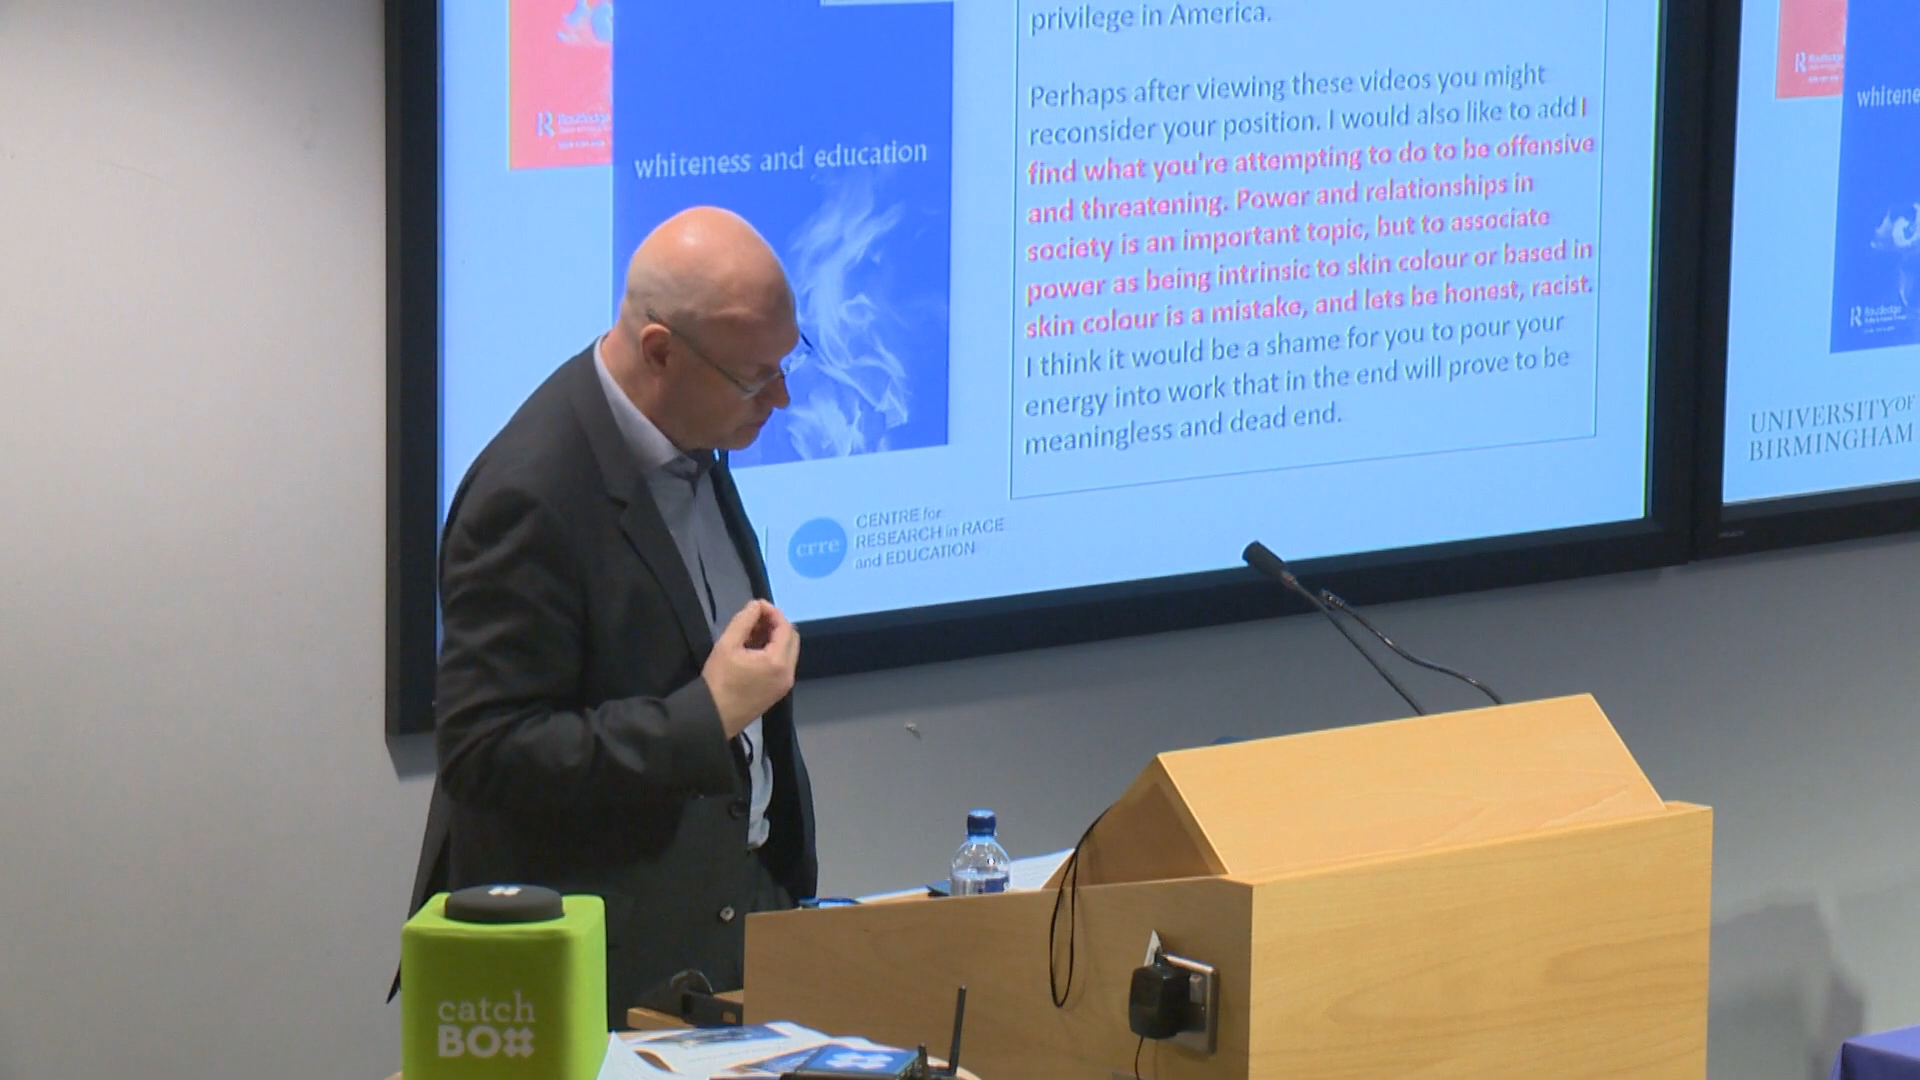 privilege in America.
Perhaps after viewing these videos you might
reconsider your position. I would also like to add I
find what you're attempting to do to be offensive
and threatening. Power and relationships in
society is an important topic, but to associate
power as being intrinsic to skin colour or based in
skin colour is a mistake, and lets be honest, racist.
I think it would be a shame for you to pour your
energy into work that in the end will prove to be
meaningless and dead end.
whiteness and education
R Routledge
crre
CENTRE for
RESEARCH in RACE
and EDUCATION
whitene
R Routledge
UNIVERSITY OF
BIRMINGHAM
catch
BOX